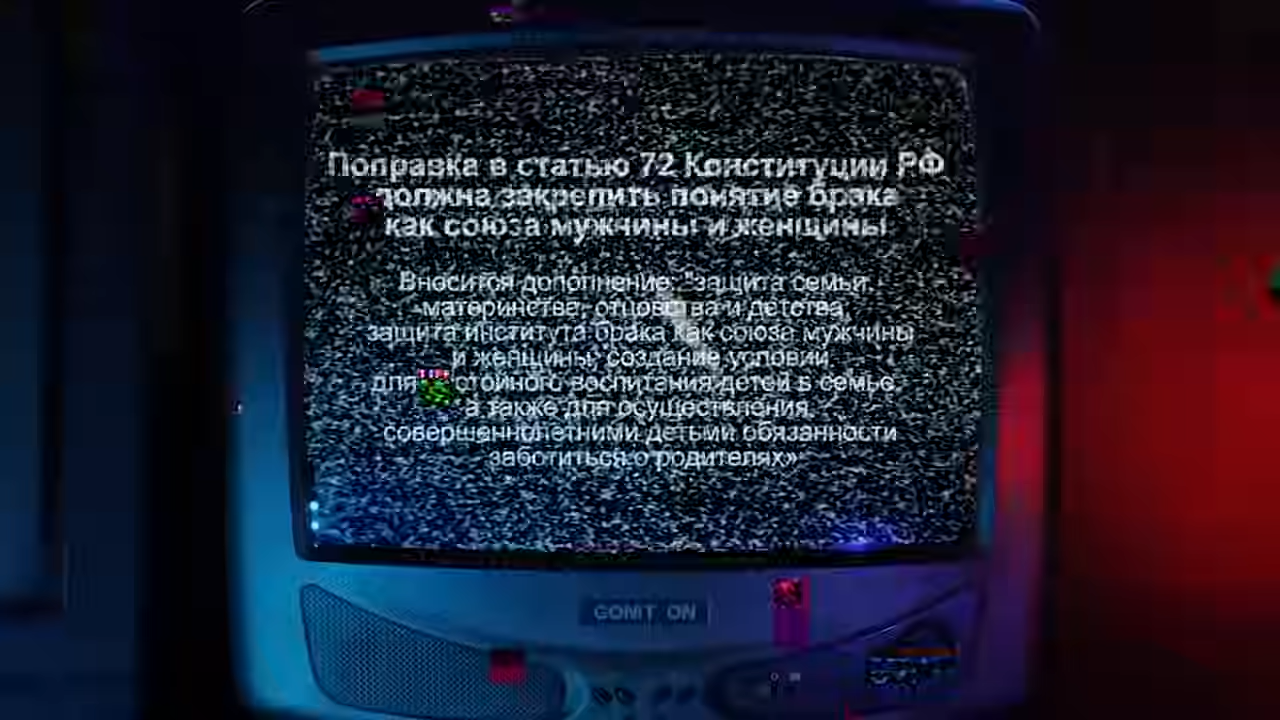 Поправка в статью 72 Конституции РФ
должна закрепить понятие брака
как союза мужчины и женщины
Вносится дополнение: "защита семьи,
материнства, отцовства и детства,
защита института брака как союза мужчины
и женщины; создание условий
для воспитания детей в семье,
а также для осуществления
совершеннолетними детьми обязанности
заботиться о родителях»